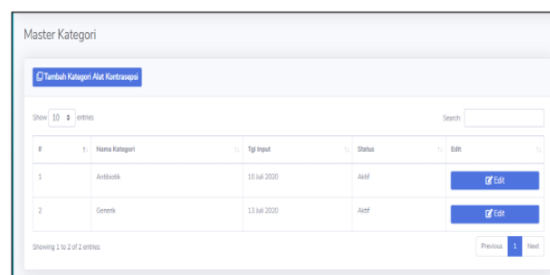 Master Kategori
Tambah Kategori Alat Kontrasepsi
Show 10 entries
Search:
# Nama Kategori Tgl Input Status Edit
1 Antibiotik 10 Juli 2020 Aktif Edit
2 Generik 13 Juli 2020 Aktif Edit
Showing 1 to 2 of 2 entries
Previous 1 Next